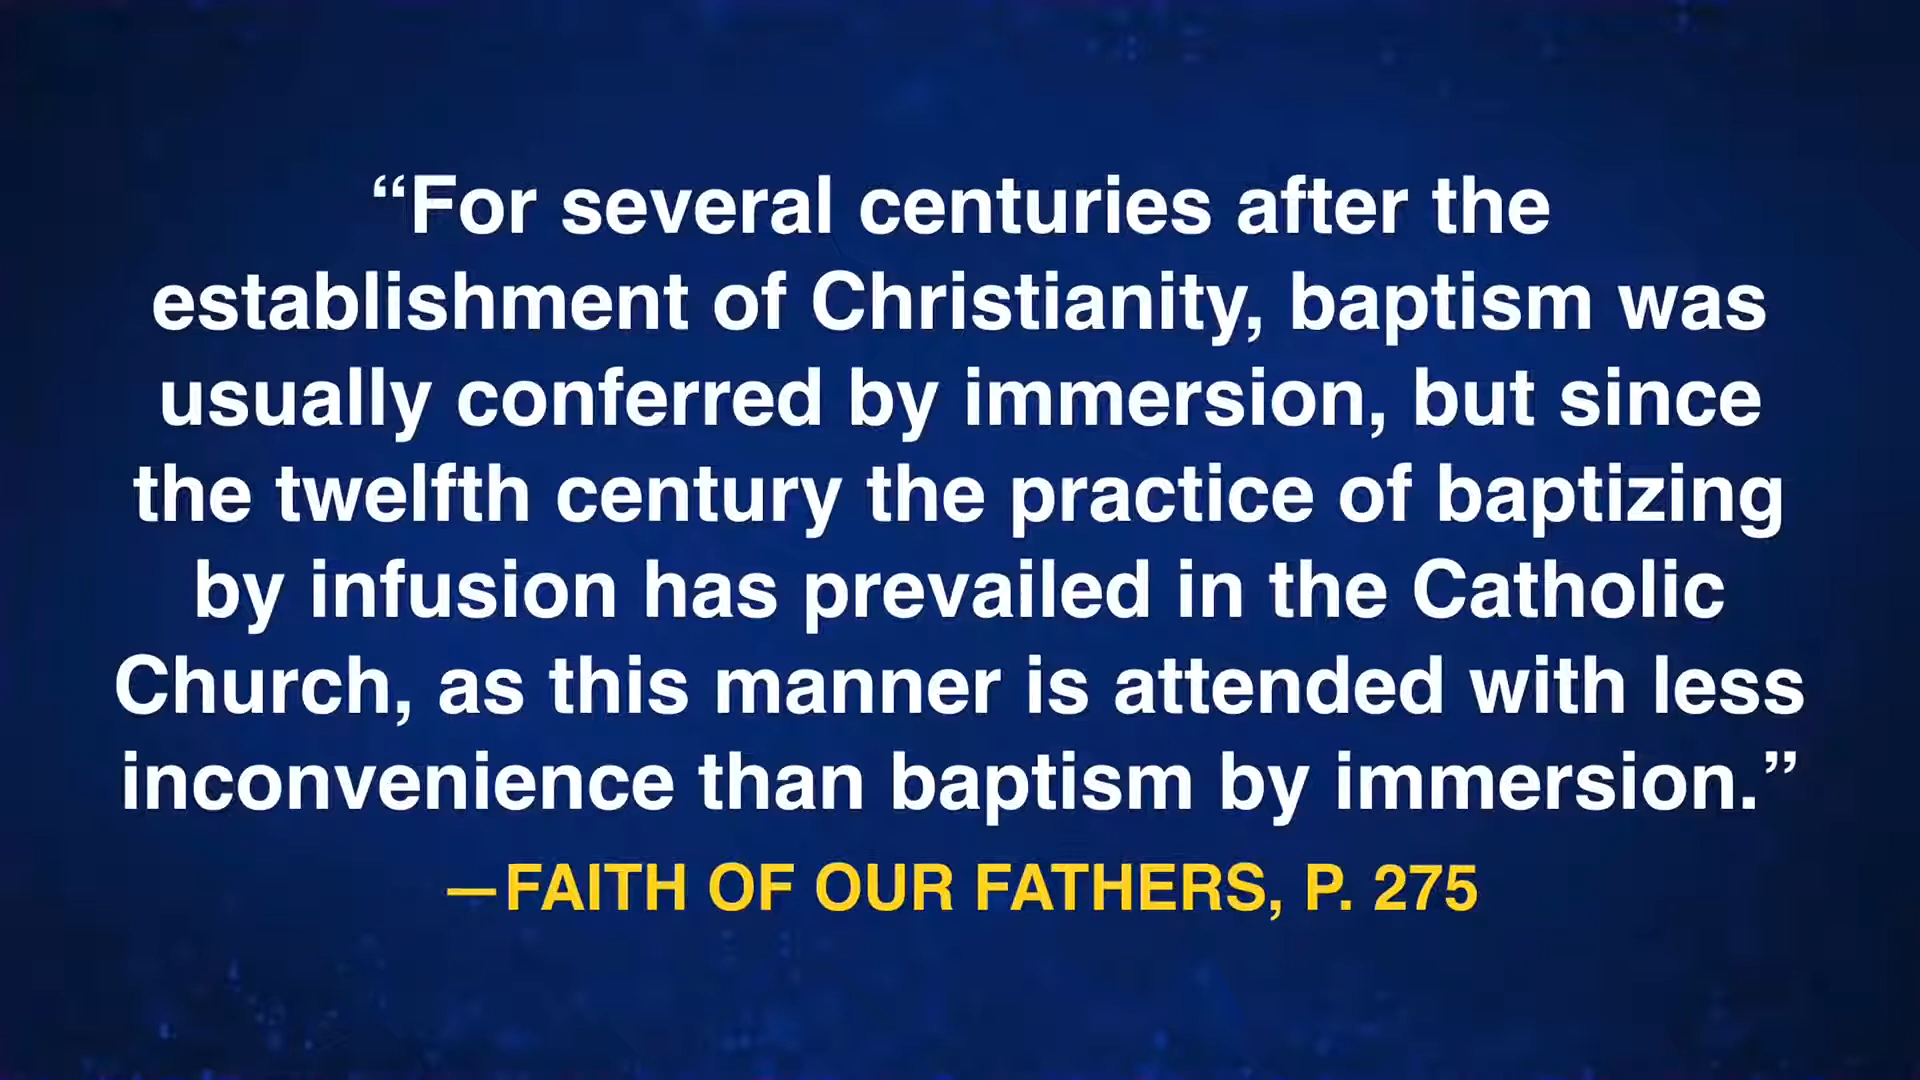 “For several centuries after the
establishment of Christianity, baptism was
usually conferred by immersion, but since
the twelfth century the practice of baptizing
by infusion has prevailed in the Catholic
Church, as this manner is attended with less
inconvenience than baptism by immersion.”
—FAITH OF OUR FATHERS, P. 275